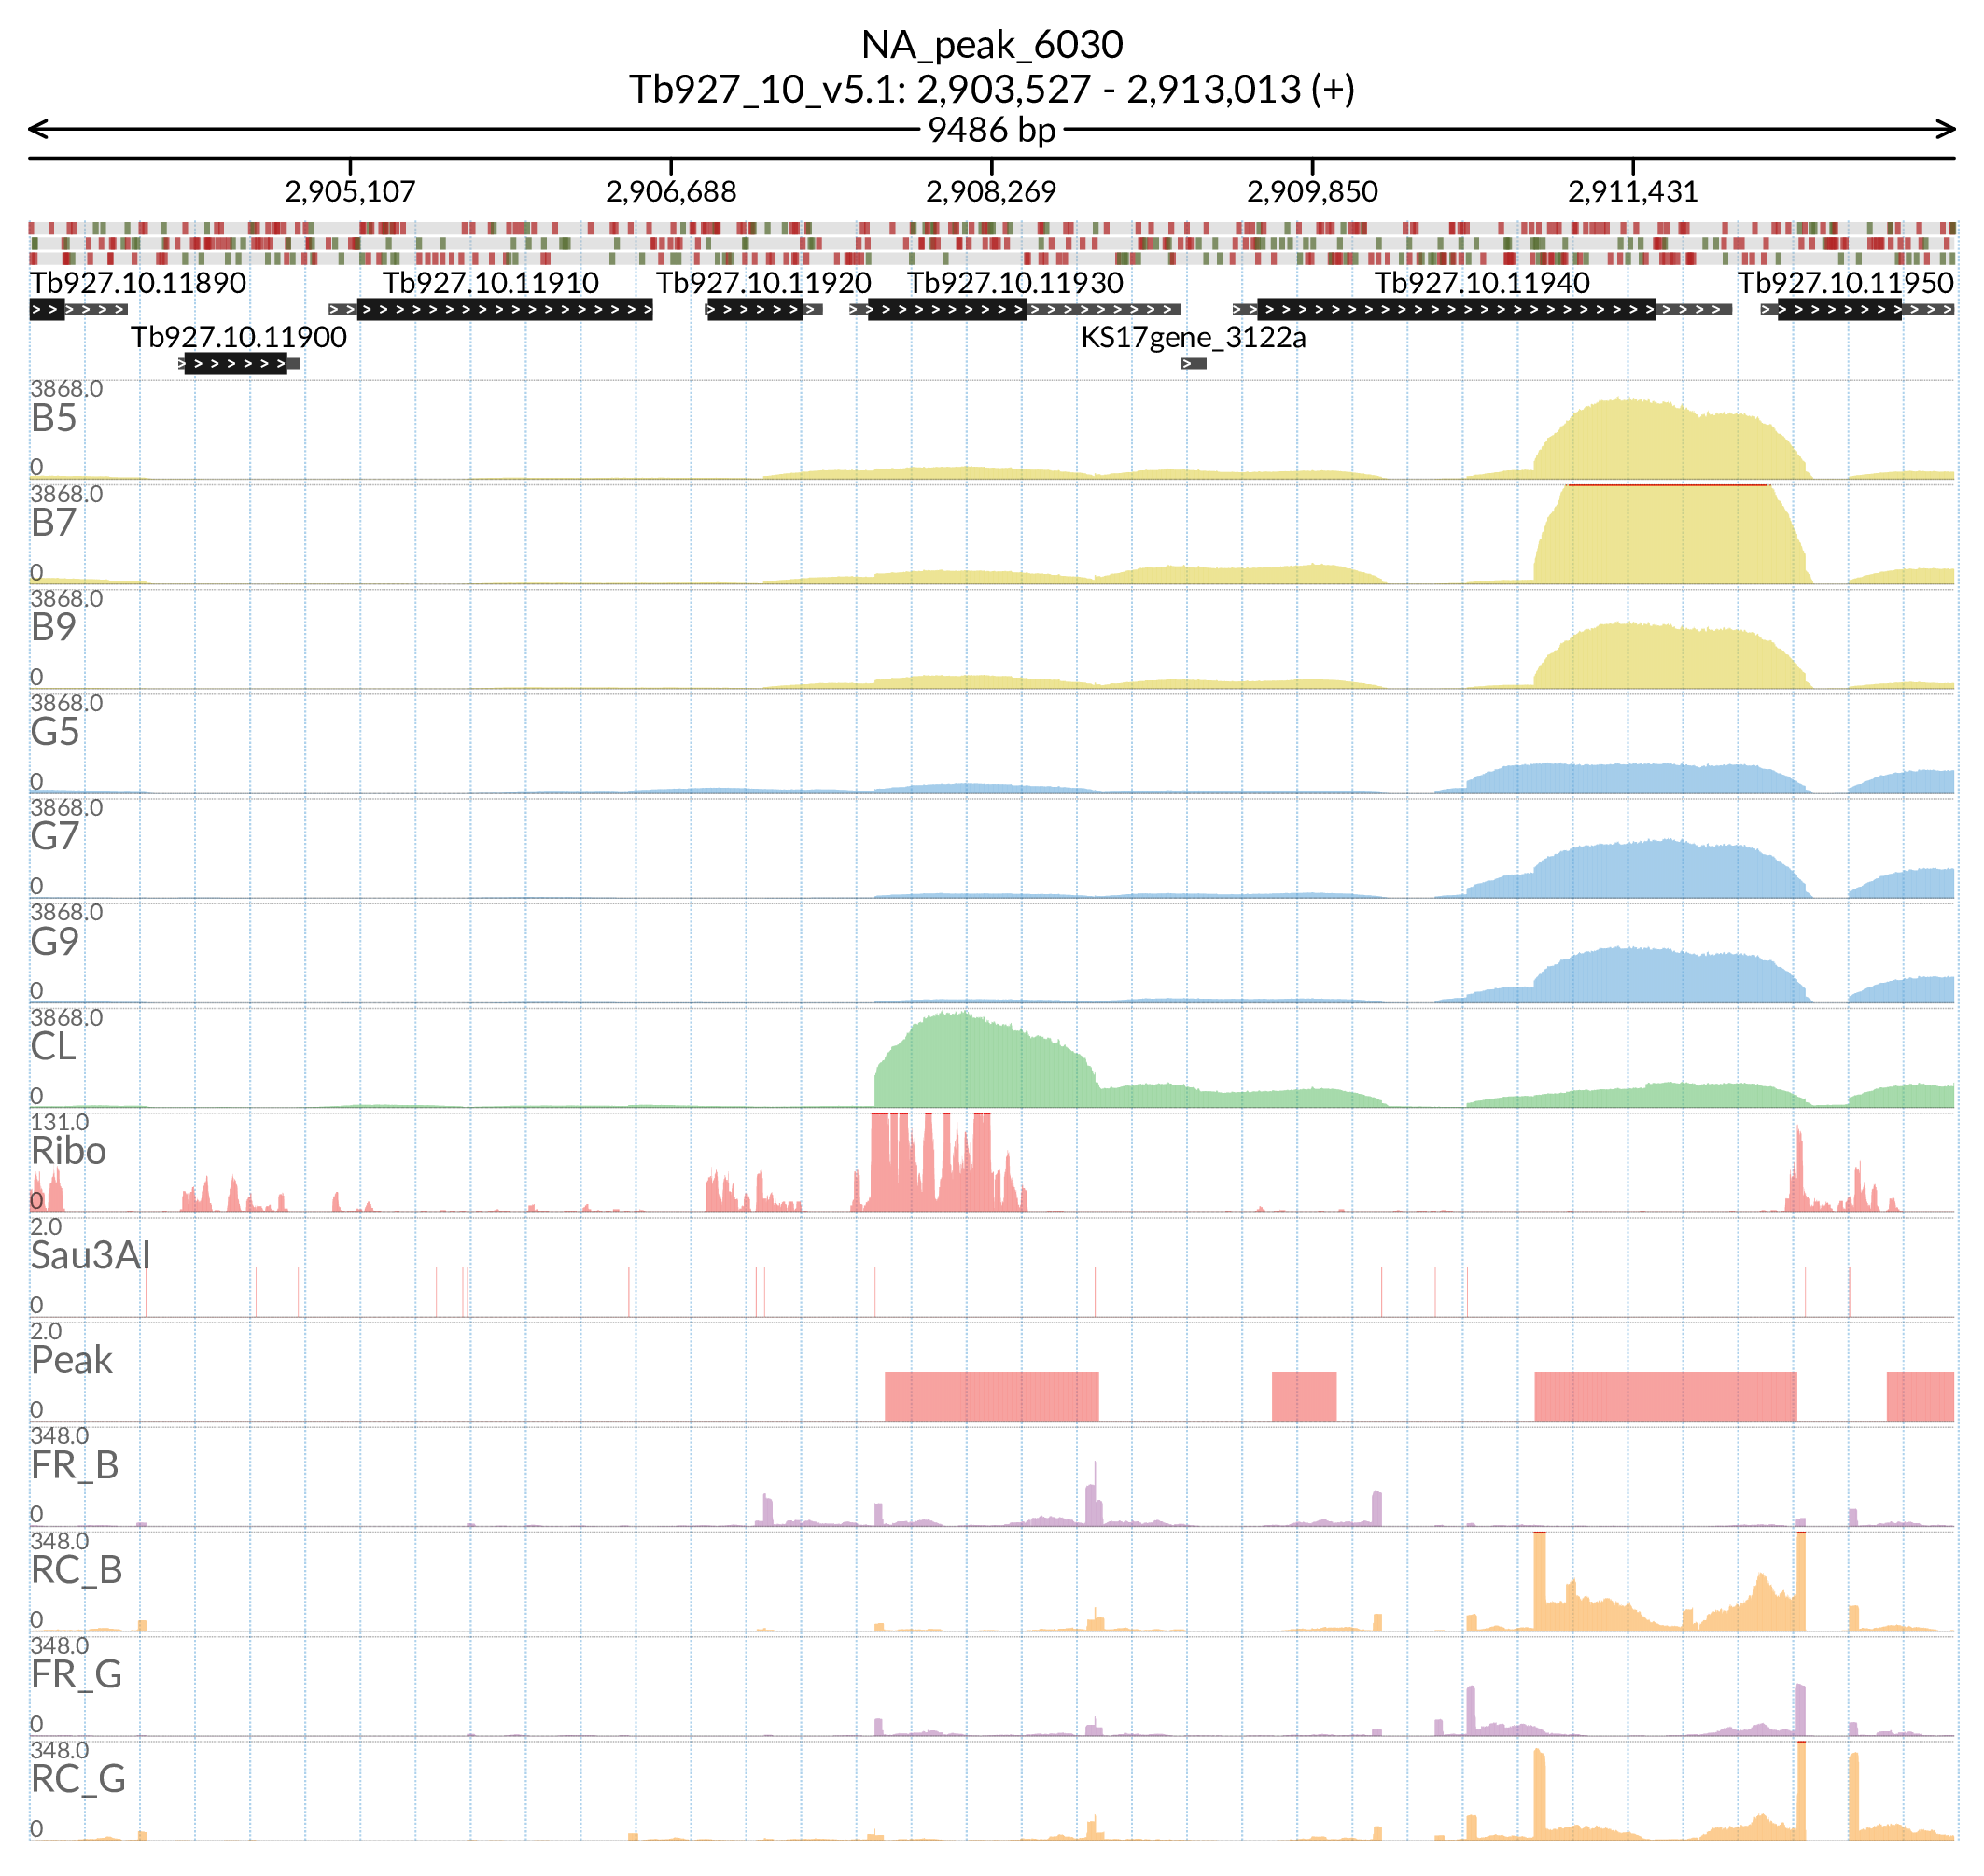 NA_peak_6030
Tb927_10_v5.1: 2,903,527 - 2,913,013 (+)
9486 bp
2,905,107 2,906,688 2,908,269 2,909,850 2,911,431
Tb927.10.11890 Tb927.10.11910 Tb927.10.11920 Tb927.10.11930 Tb927.10.11940 Tb927.10.11950
Tb927.10.11900 KS17gene_3122a
3868.0
B5
0
3868.0
B7
0
3868.0
B9
0
3868.0
G5
0
3868.0
G7
0
3868.0
G9
0
3868.0
CL
0
131.0
Ribo
0
2.0
Sau3AI
0
2.0
Peak
0
348.0
FR_B
0
348.0
RC_B
0
348.0
FR_G
0
348.0
RC_G
0